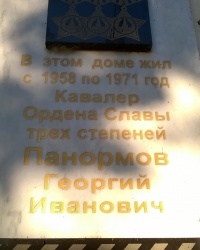 В этом доме жил
с 1958 по 1971 год
Кавалер
Ордена Славы
трех степеней
Панормов
Георгий
Иванович